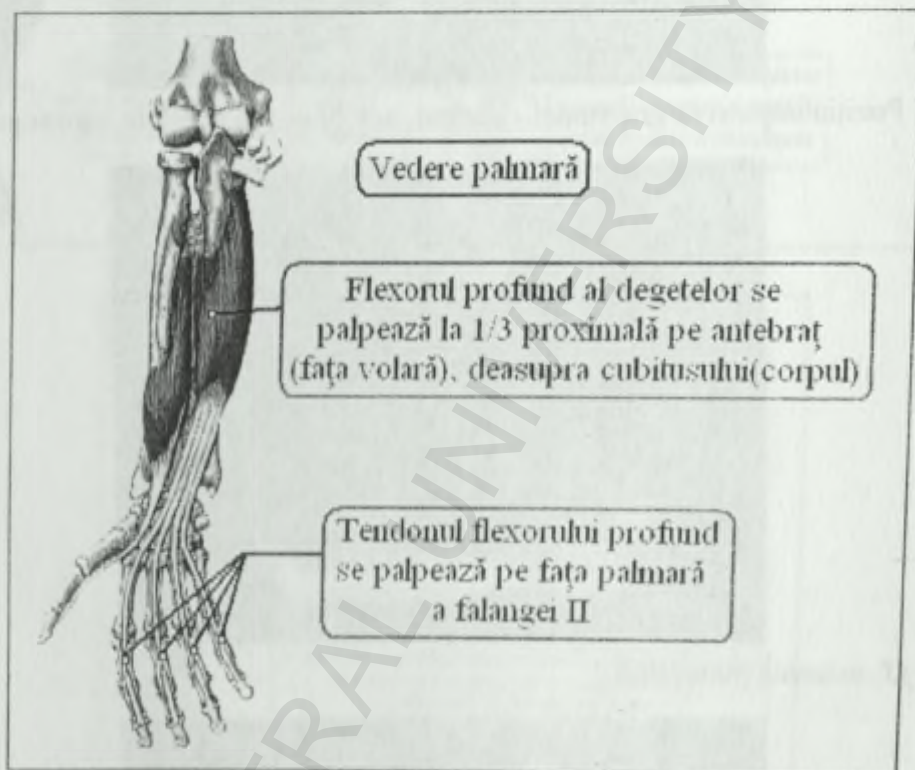 Vedere palmară
Flexorul profund al degetelor se
palpează la 1/3 proximală pe antebraț
(fața volară), deasupra cubitusului(corpul)
Tendonul flexorului profund
se palpează pe fața palmară
a falangei II
UNIVERSITY